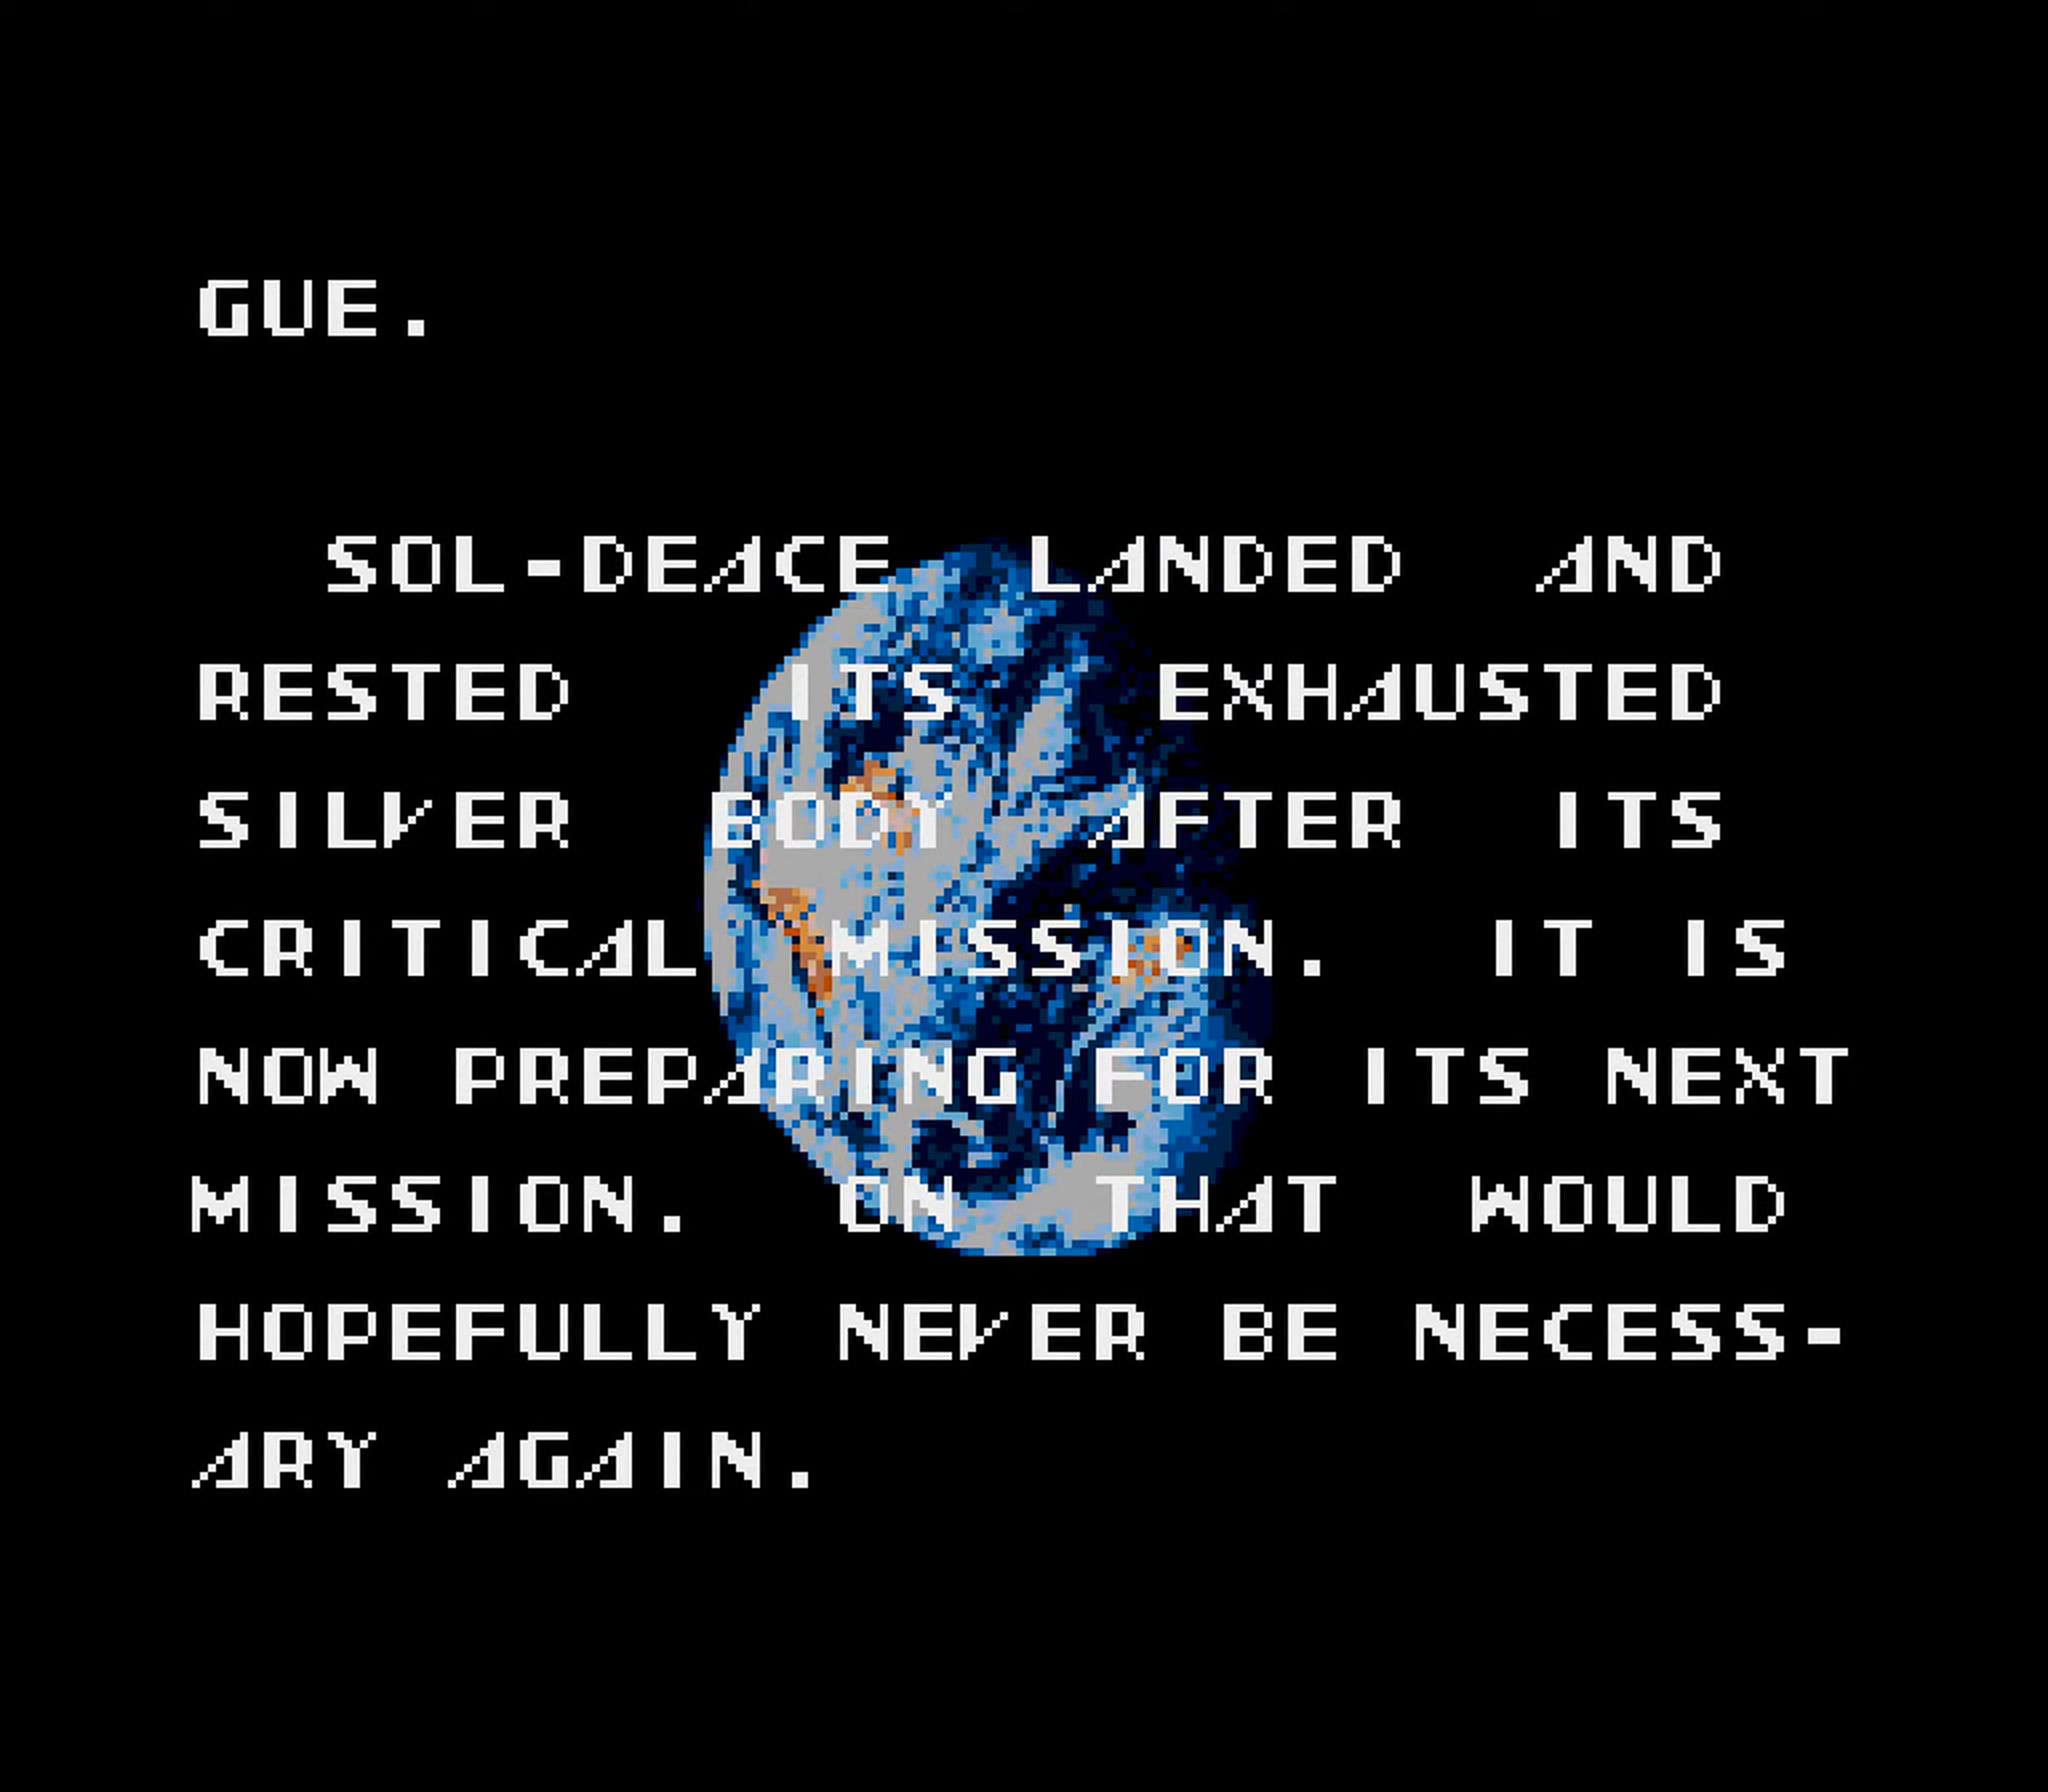 GUE.
SOL-DEACE LANDED AND
RESTED ITS EXHAUSTED
SILVER BODY AFTER ITS
CRITICAL MISSION. IT IS
NOW PREPARING FOR ITS NEXT
MISSION. ON THAT WOULD
HOPEFULLY NEVER BE NECESS-
ARY AGAIN.